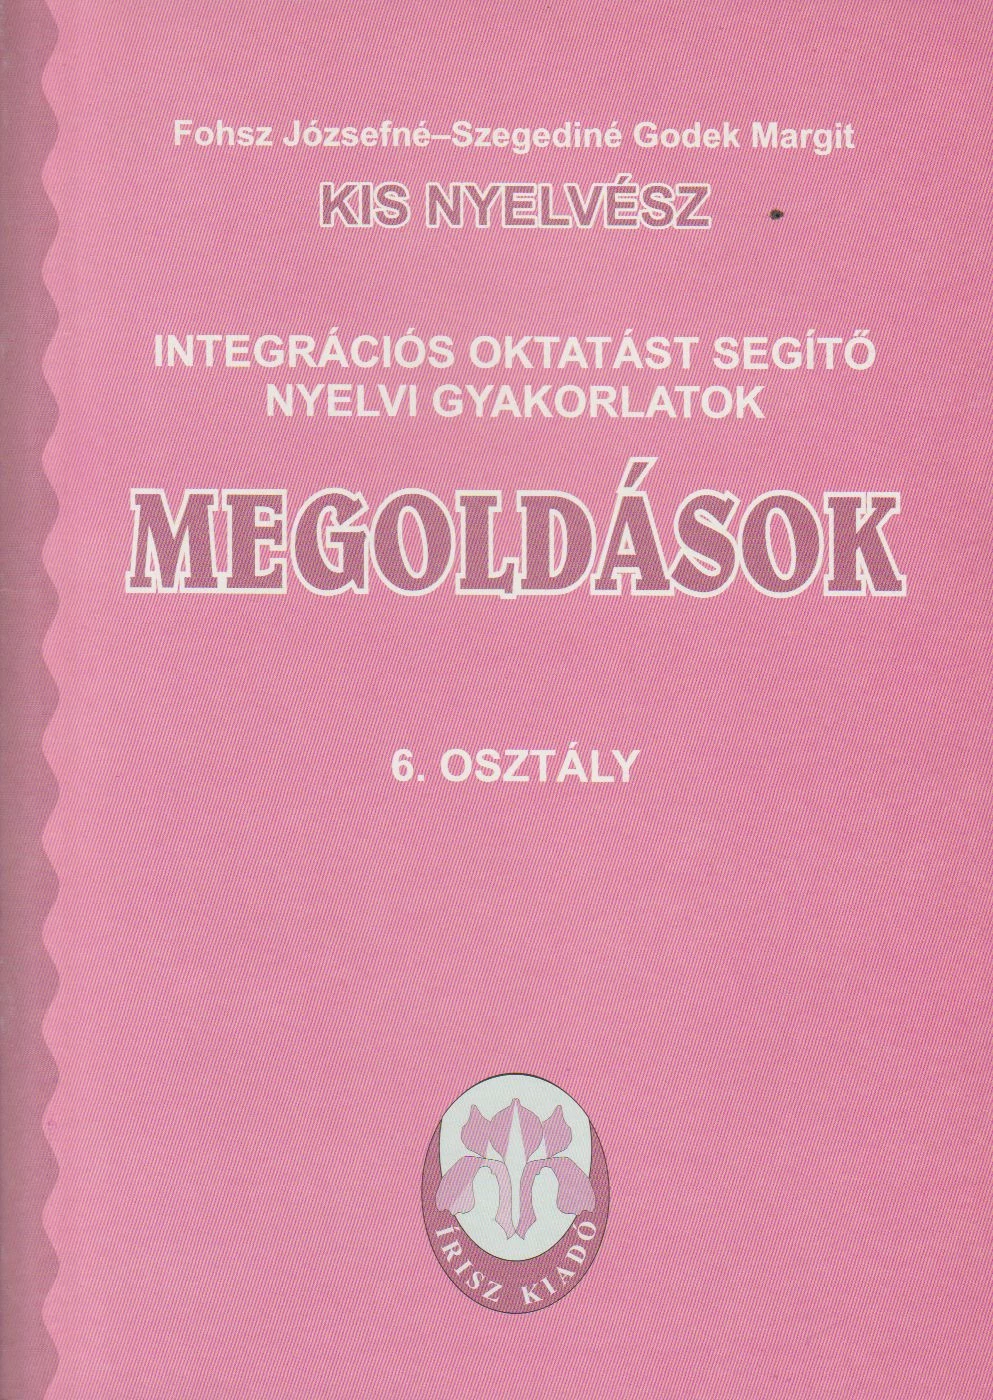 Fohsz Józsefné–Szegediné Godek Margit
KIS NYELVÉSZ
INTEGRÁCIÓS OKTATÁST SEGÍTŐ
NYELVI GYAKORLATOK
MEGOLDÁSOK
6. OSZTÁLY
ÍRISZ KIADÓ